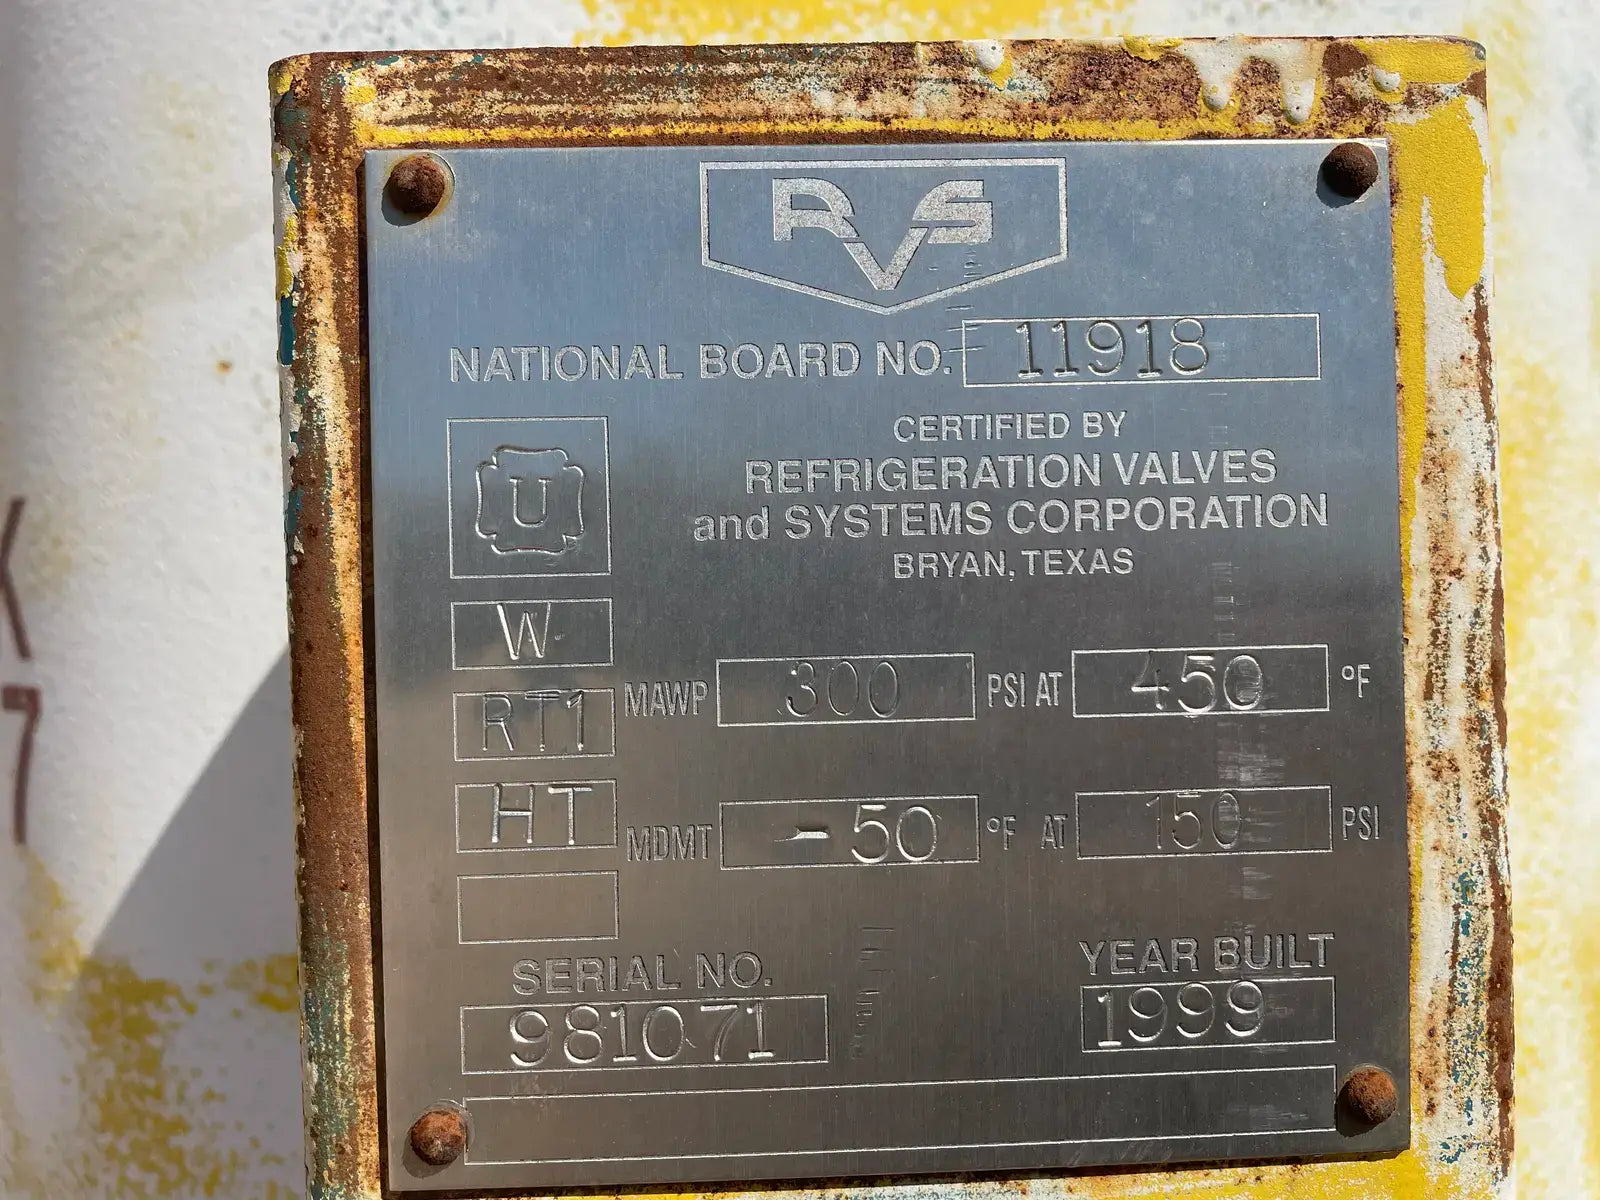 RVS
NATIONAL BOARD NO. 11918
CERTIFIED BY
REFRIGERATION VALVES
and SYSTEMS CORPORATION
BRYAN, TEXAS
U
W
RT1
HT
MAWP 300 PSI AT 450 °F
MDMT -50 °F AT 150 PSI
SERIAL NO.
981071
YEAR BUILT
1999
7